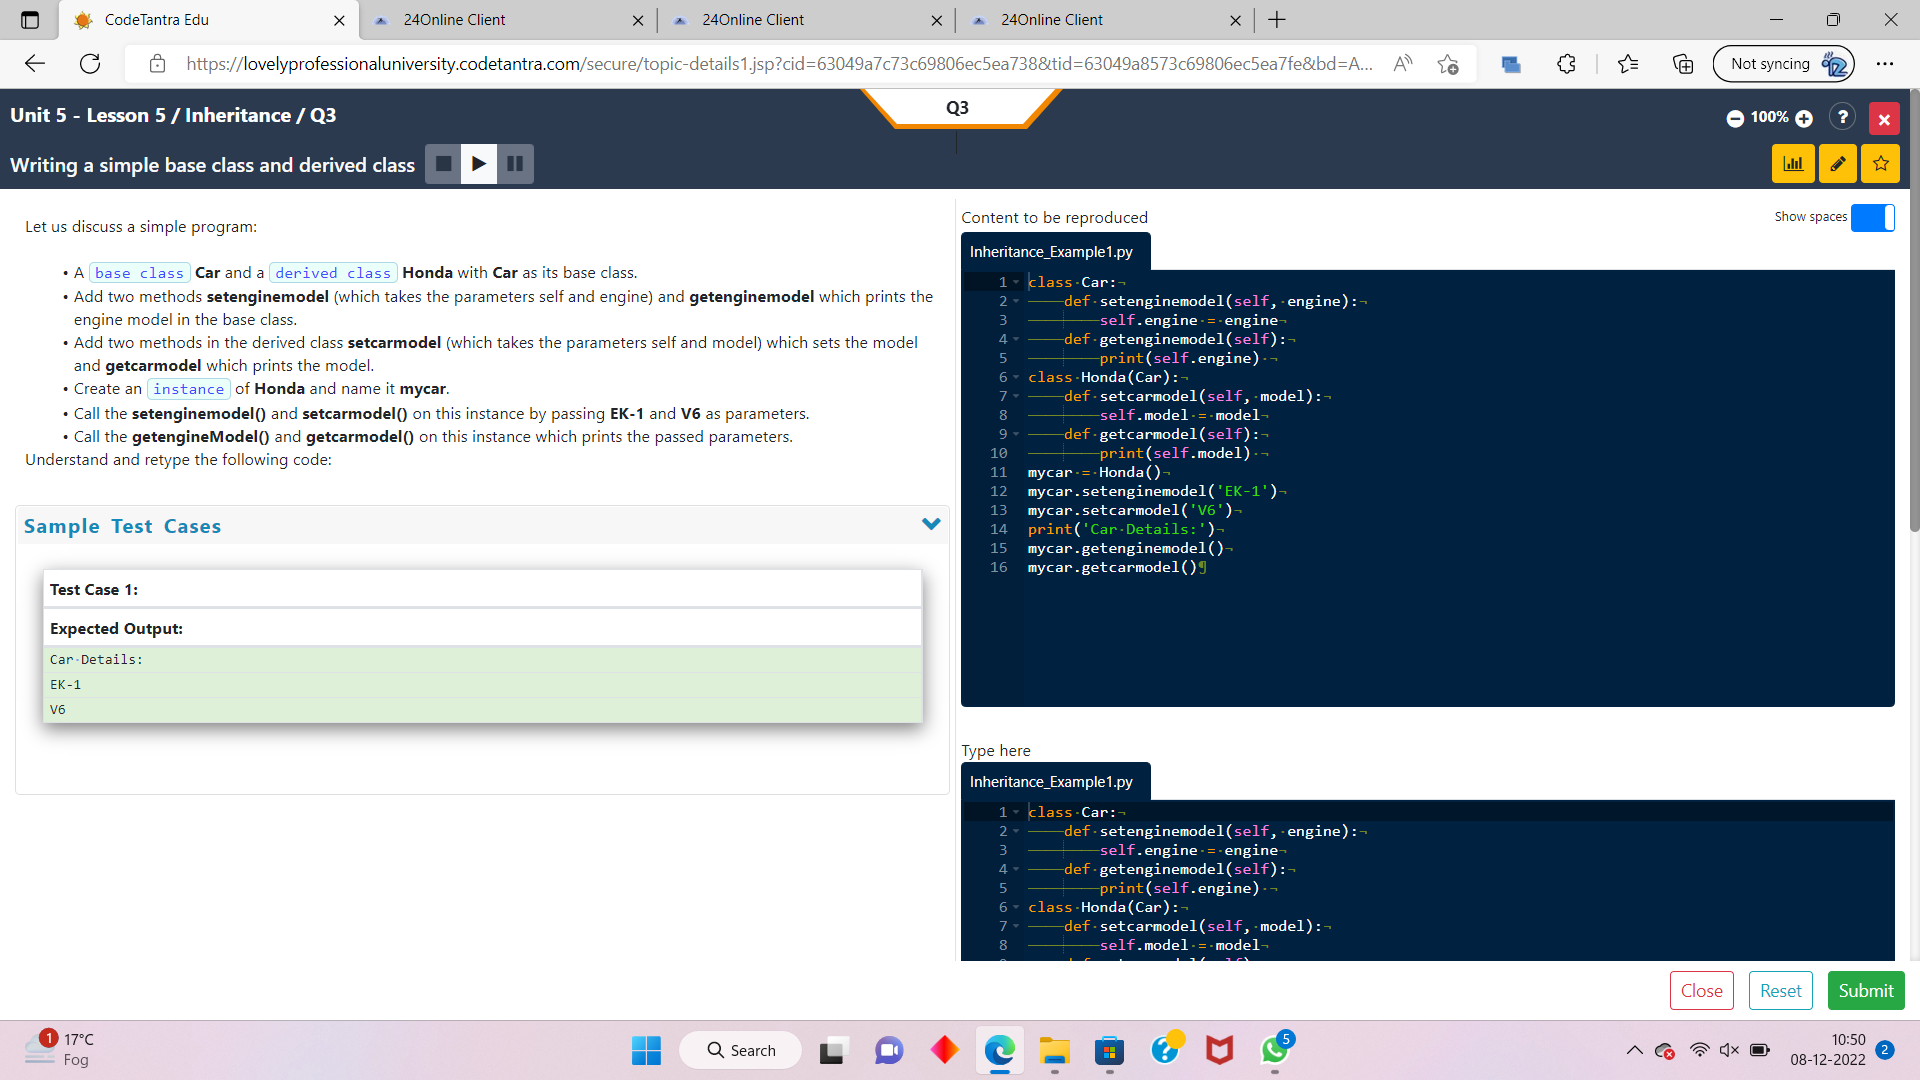 CodeTantra Edu
24Online Client
24Online Client
24Online Client
https://lovelyprofessionaluniversity.codetantra.com/secure/topic-details1.jsp?cid=63049a7c73c69806ec5ea738&tid=63049a8573c69806ec5ea7fe&bd=A...
Not syncing
Unit 5 - Lesson 5 / Inheritance / Q3
Q3
100%
?
Writing a simple base class and derived class
Let us discuss a simple program:
• A base class Car and a derived class Honda with Car as its base class.
• Add two methods setenginemodel (which takes the parameters self and engine) and getenginemodel which prints the
engine model in the base class.
• Add two methods in the derived class setcarmodel (which takes the parameters self and model) which sets the model
and getcarmodel which prints the model.
• Create an instance of Honda and name it mycar.
• Call the setenginemodel() and setcarmodel() on this instance by passing EK-1 and V6 as parameters.
• Call the getengineModel() and getcarmodel() on this instance which prints the passed parameters.
Understand and retype the following code:
Sample Test Cases
Test Case 1:
Expected Output:
Car·Details:
EK-1
V6
Content to be reproduced
Show spaces
Inheritance_Example1.py
1 class·Car:¬
2 ————def·setenginemodel(self,·engine):¬
3 ————————self.engine·=·engine¬
4 ————def·getenginemodel(self):¬
5 ————————print(self.engine)·¬
6 class·Honda(Car):¬
7 ————def·setcarmodel(self,·model):¬
8 ————————self.model·=·model¬
9 ————def·getcarmodel(self):¬
10 ————————print(self.model)·¬
11 mycar·=·Honda()¬
12 mycar.setenginemodel('EK-1')¬
13 mycar.setcarmodel('V6')¬
14 print('Car·Details:')¬
15 mycar.getenginemodel()¬
16 mycar.getcarmodel()¶
Type here
Inheritance_Example1.py
1 class·Car:¬
2 ————def·setenginemodel(self,·engine):¬
3 ————————self.engine·=·engine¬
4 ————def·getenginemodel(self):¬
5 ————————print(self.engine)·¬
6 class·Honda(Car):¬
7 ————def·setcarmodel(self,·model):¬
8 ————————self.model·=·model¬
Close
Reset
Submit
1
17°C
Fog
Search
5
10:50
08-12-2022
2